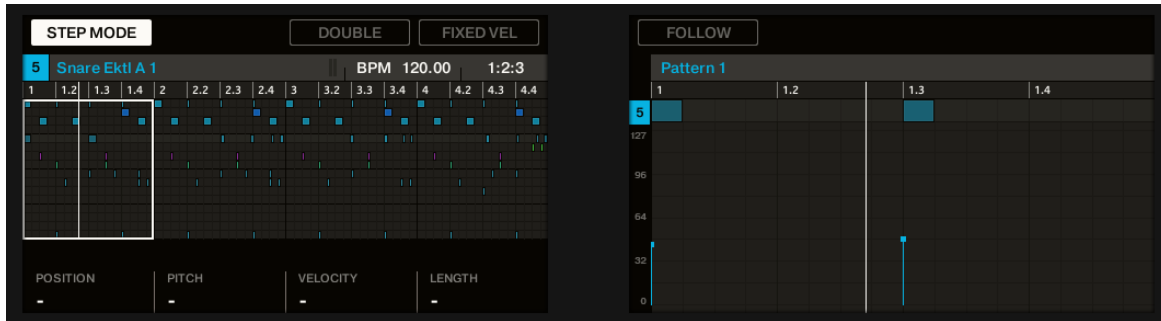 STEP MODE DOUBLE FIXED VEL
5 Snare Ektl A 1 BPM 120.00 1:2:3
1 1.2 1.3 1.4 2 2.2 2.3 2.4 3 3.2 3.3 3.4 4 4.2 4.3 4.4
POSITION PITCH VELOCITY LENGTH
- - - -
FOLLOW
Pattern 1
1 1.2 1.3 1.4
5
127
96
64
32
0